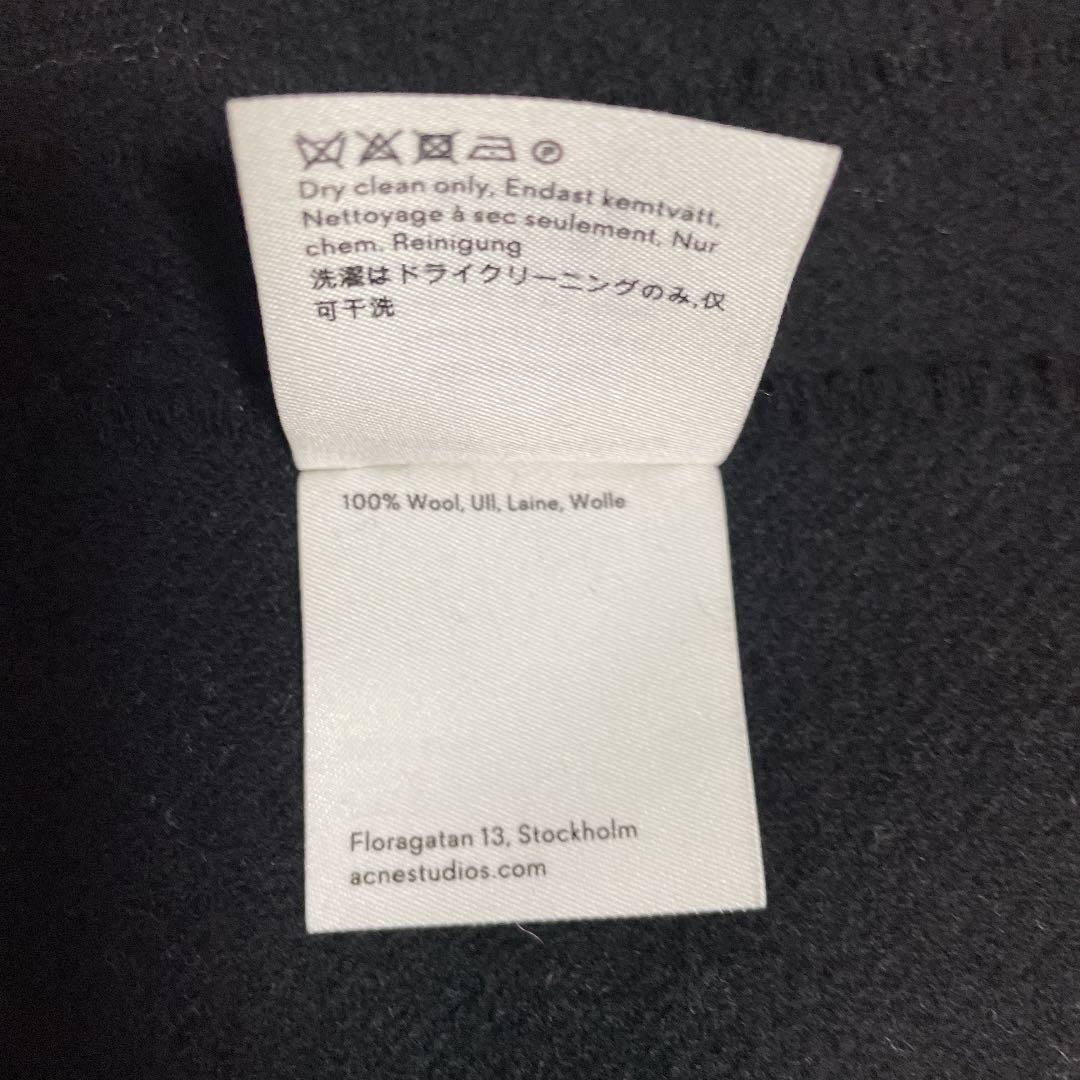 Dry clean only, Endast kemtvätt,
Nettoyage à sec seulement, Nur
chem. Reinigung
洗濯はドライクリーニングのみ,仅
可干洗
100% Wool, Ull, Laine, Wolle
Floragatan 13, Stockholm
acnestudios.com